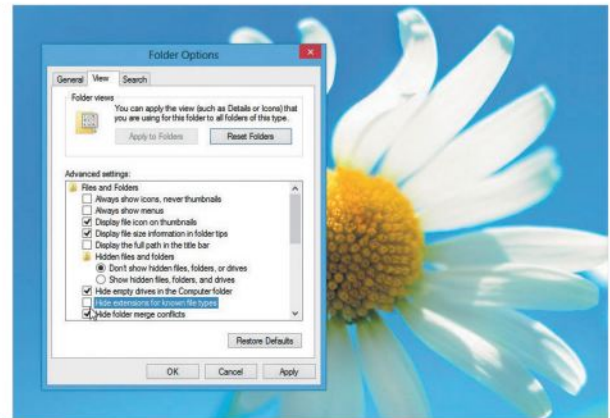 Folder Options
General View Search
Folder views
You can apply the view (such as Details or Icons) that
you are using for this folder to all folders of this type.
Apply to Folders Reset Folders
Advanced settings:
Files and Folders
Always show icons, never thumbnails
Always show menus
Display file icon on thumbnails
Display file size information in folder tips
Display the full path in the title bar
Hidden files and folders
Don't show hidden files, folders, or drives
Show hidden files, folders, and drives
Hide empty drives in the Computer folder
Hide extensions for known file types
Hide folder merge conflicts
Restore Defaults
OK Cancel Apply